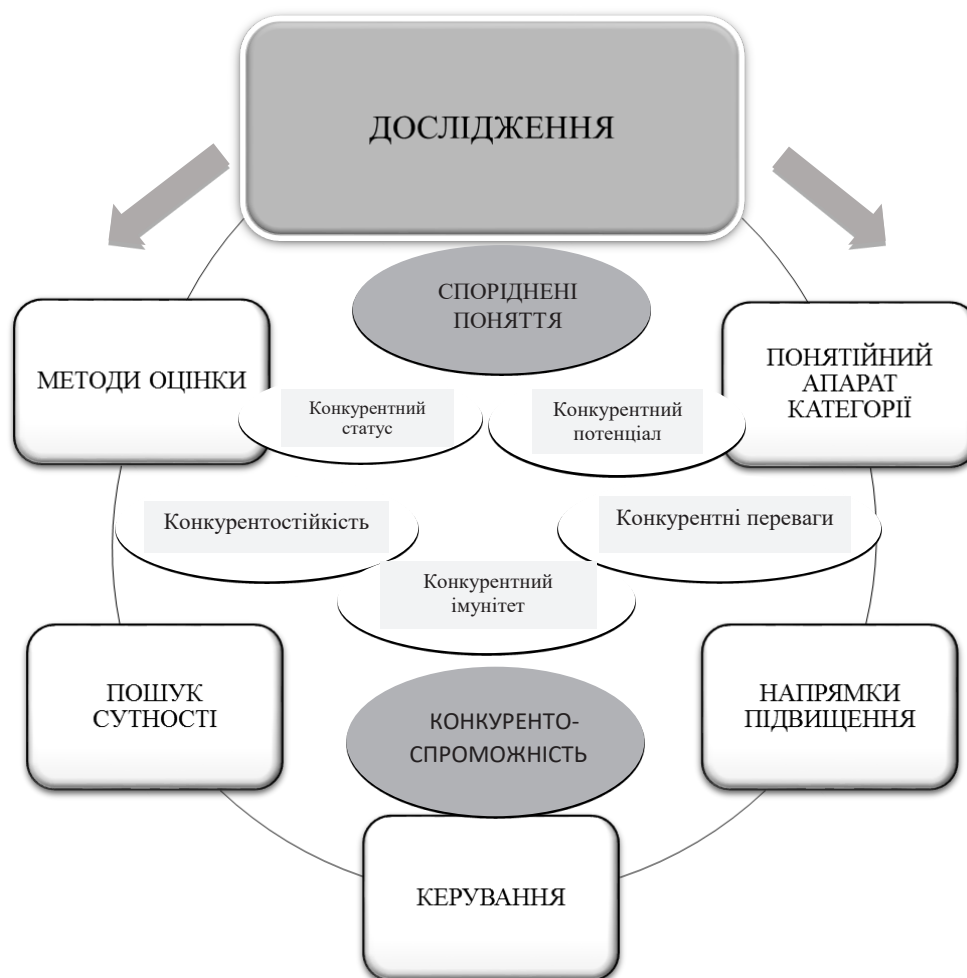 ДОСЛІДЖЕННЯ
СПОРІДНЕНІ
ПОНЯТТЯ
МЕТОДИ ОЦІНКИ
ПОНЯТІЙНИЙ
АПАРАТ
КАТЕГОРІЇ
Конкурентний
статус
Конкурентний
потенціал
Конкурентостійкість
Конкурентні переваги
Конкурентний
імунітет
ПОШУК
СУТНОСТІ
НАПРЯМКИ
ПІДВИЩЕННЯ
КОНКУРЕНТО-
СПРОМОЖНІСТЬ
КЕРУВАННЯ